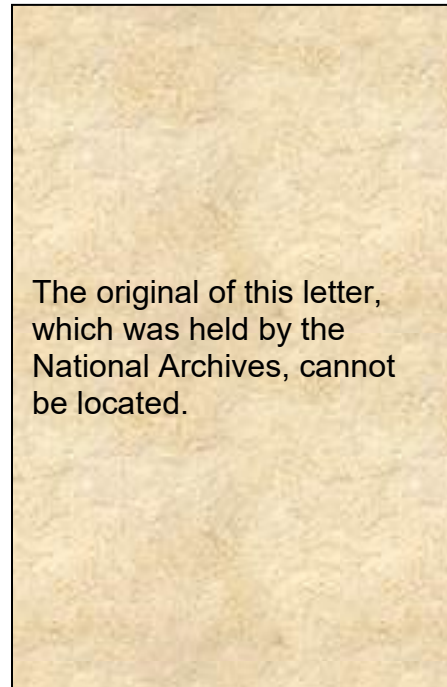 The original of this letter,
which was held by the
National Archives, cannot
be located.